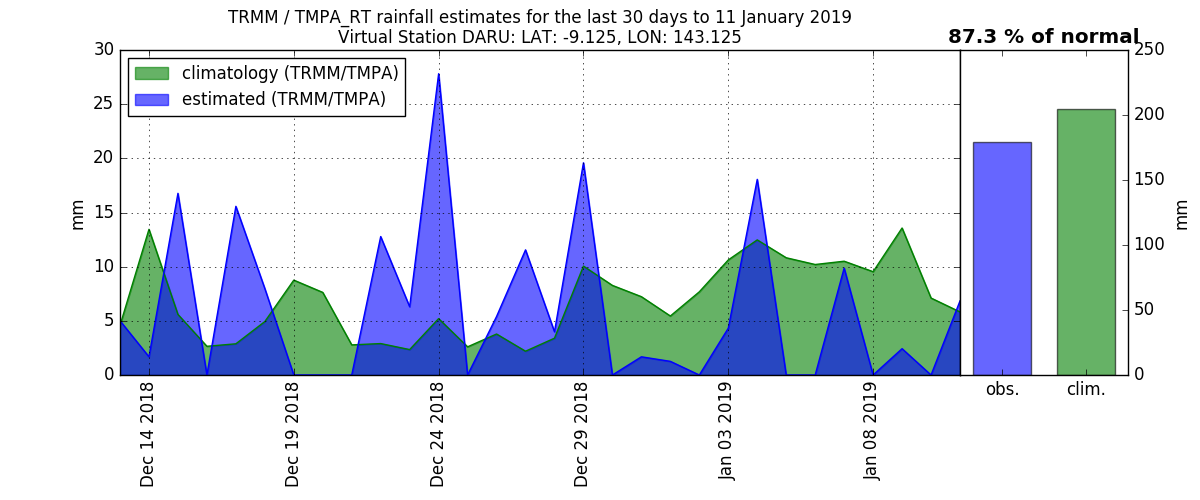 TRMM / TMPA_RT rainfall estimates for the last 30 days to 11 January 2019
Virtual Station DARU: LAT: -9.125, LON: 143.125
87.3 % of normal
climatology (TRMM/TMPA)
estimated (TRMM/TMPA)
mm
30
25
20
15
10
5
0
Dec 14 2018
Dec 19 2018
Dec 24 2018
Dec 29 2018
Jan 03 2019
Jan 08 2019
obs.
clim.
250
200
150
100
50
0
mm